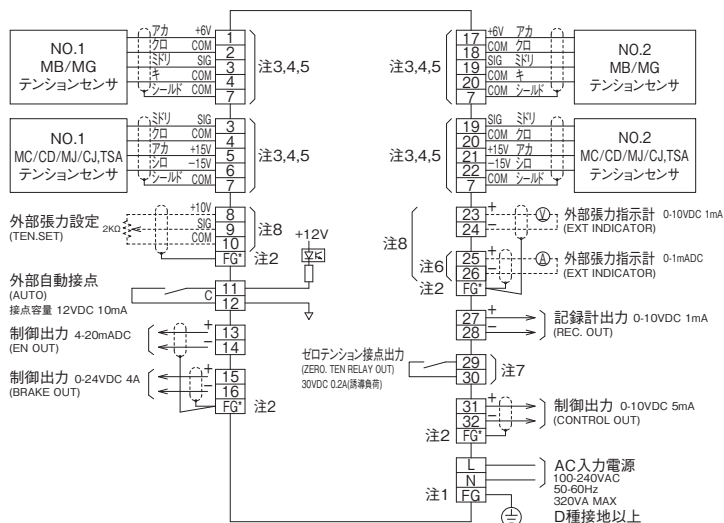 NO.1
MB/MG
テンションセンサ
アカ +6V 1
クロ COM 2
ミドリ SIG 3
キ COM 4
シールド COM 7
注3,4,5
NO.1
MC/CD/MJ/CJ,TSA
テンションセンサ
ミドリ SIG 3
クロ COM 4
アカ +15V 5
シロ −15V 6
シールド COM 7
注3,4,5
外部張力設定
(TEN.SET)
2KΩ
+10V 8
SIG 9
COM 10
FG*
注8
注2
+12V
外部自動接点
(AUTO)
接点容量 12VDC 10mA
11
C 12
制御出力 4-20mADC
(EN OUT)
+ 13
− 14
制御出力 0-24VDC 4A
(BRAKE OUT)
+ 15
− 16
FG*
注2
注3,4,5
17 +6V アカ
18 COM クロ
19 SIG ミドリ
20 COM キ
7 COM シールド
NO.2
MB/MG
テンションセンサ
注3,4,5
19 SIG ミドリ
20 COM クロ
21 +15V アカ
22 −15V シロ
7 COM シールド
NO.2
MC/CD/MJ/CJ,TSA
テンションセンサ
注8
23 +
24 −
V
外部張力指示計 0-10VDC 1mA
(EXT INDICATOR)
注6
25 +
26 −
A
外部張力指示計 0-1mADC
(EXT INDICATOR)
注2 FG*
27 +
28 −
記録計出力 0-10VDC 1mA
(REC. OUT)
ゼロテンション接点出力
(ZERO. TEN RELAY OUT)
30VDC 0.2A(誘導負荷)
29
30
注7
31 +
32 −
制御出力 0-10VDC 5mA
(CONTROL OUT)
注2 FG*
L
N
注1 FG
AC入力電源
100-240VAC
50-60Hz
320VA MAX
D種接地以上